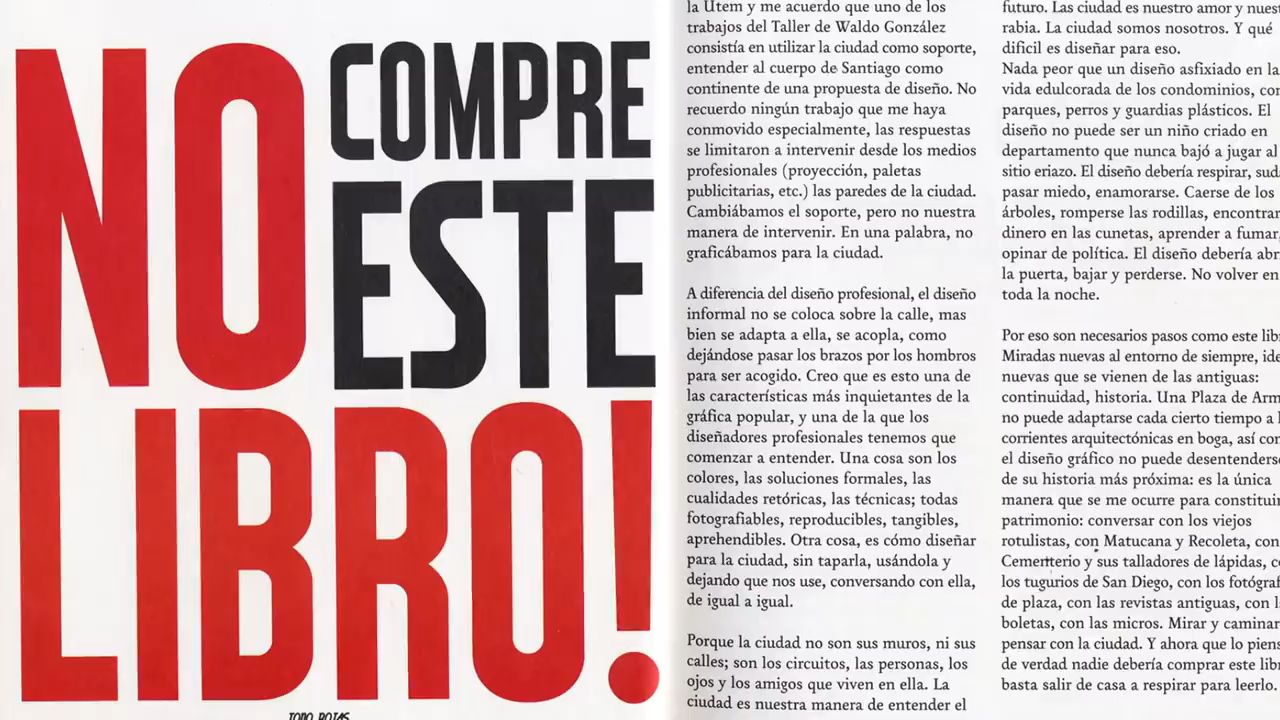 NO
COMPRE
ESTE
LIBRO!
la Utem y me acuerdo que uno de los
trabajos del Taller de Waldo González
consistía en utilizar la ciudad como soporte,
entender al cuerpo de Santiago como
continente de una propuesta de diseño. No
recuerdo ningún trabajo que me haya
conmovido especialmente, las respuestas
se limitaron a intervenir desde los medios
profesionales (proyección, paletas
publicitarias, etc.) las paredes de la ciudad.
Cambiábamos el soporte, pero no nuestra
manera de intervenir. En una palabra, no
graficábamos para la ciudad.
A diferencia del diseño profesional, el diseño
informal no se coloca sobre la calle, mas
bien se adapta a ella, se acopla, como
dejándose pasar los brazos por los hombros
para ser acogido. Creo que es esto una de
las características más inquietantes de la
gráfica popular, y una de la que los
diseñadores profesionales tenemos que
comenzar a entender. Una cosa son los
colores, las soluciones formales, las
cualidades retóricas, las técnicas; todas
fotografiables, reproducibles, tangibles,
aprehendibles. Otra cosa, es cómo diseñar
para la ciudad, sin taparla, usándola y
dejando que nos use, conversando con ella,
de igual a igual.
Porque la ciudad no son sus muros, ni sus
calles; son los circuitos, las personas, los
ojos y los amigos que viven en ella. La
ciudad es nuestra manera de entender el
futuro. Las ciudad es nuestro amor y nuest
rabia. La ciudad somos nosotros. Y qué
dificil es diseñar para eso.
Nada peor que un diseño asfixiado en la
vida edulcorada de los condominios, con
parques, perros y guardias plásticos. El
diseño no puede ser un niño criado en
departamento que nunca bajó a jugar al
sitio eriazo. El diseño debería respirar, suda
pasar miedo, enamorarse. Caerse de los
árboles, romperse las rodillas, encontrar
dinero en las cunetas, aprender a fumar,
opinar de política. El diseño debería abri
la puerta, bajar y perderse. No volver en
toda la noche.
Por eso son necesarios pasos como este libr
Miradas nuevas al entorno de siempre, ide
nuevas que se vienen de las antiguas:
continuidad, historia. Una Plaza de Arm
no puede adaptarse cada cierto tiempo a l
corrientes arquitectónicas en boga, así con
el diseño gráfico no puede desentenderse
de su historia más próxima: es la única
manera que se me ocurre para constituir
patrimonio: conversar con los viejos
rotulistas, con Matucana y Recoleta, con
Cementerio y sus talladores de lápidas, co
los tugurios de San Diego, con los fotógraf
de plaza, con las revistas antiguas, con la
boletas, con las micros. Mirar y caminar
pensar con la ciudad. Y ahora que lo piens
de verdad nadie debería comprar este libr
basta salir de casa a respirar para leerlo.